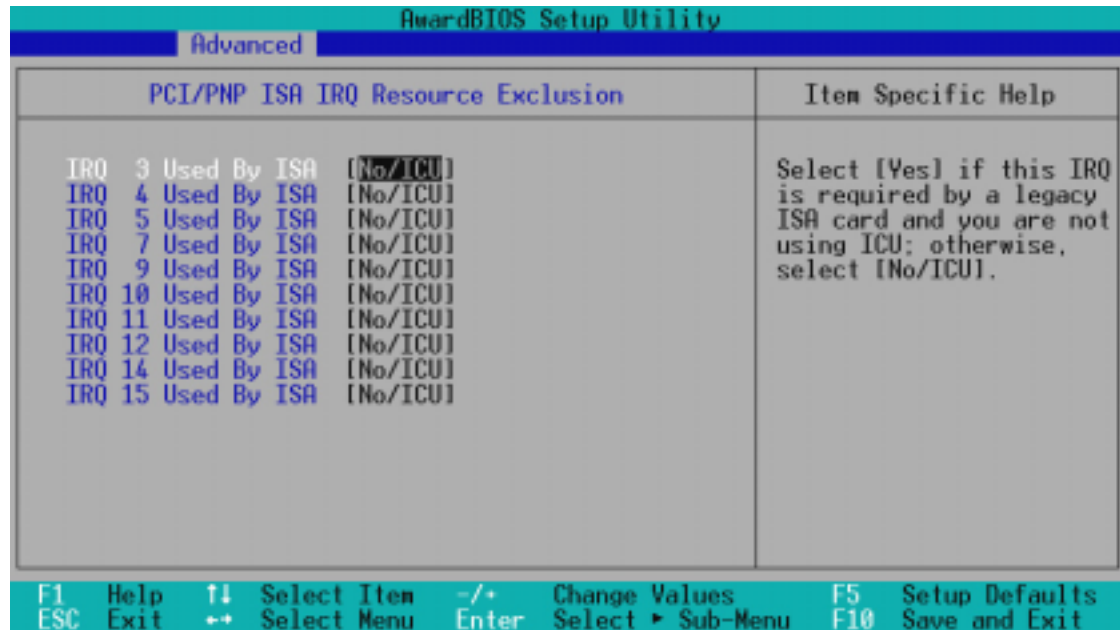 AwardBIOS Setup Utility
Advanced
PCI/PNP ISA IRQ Resource Exclusion
IRQ 3 Used By ISA [No/ICU]
IRQ 4 Used By ISA [No/ICU]
IRQ 5 Used By ISA [No/ICU]
IRQ 7 Used By ISA [No/ICU]
IRQ 9 Used By ISA [No/ICU]
IRQ 10 Used By ISA [No/ICU]
IRQ 11 Used By ISA [No/ICU]
IRQ 12 Used By ISA [No/ICU]
IRQ 14 Used By ISA [No/ICU]
IRQ 15 Used By ISA [No/ICU]
Item Specific Help
Select [Yes] if this IRQ
is required by a legacy
ISA card and you are not
using ICU; otherwise,
select [No/ICU].
F1 Help ↑↓ Select Item -/+ Change Values F5 Setup Defaults
ESC Exit ←→ Select Menu Enter Select ► Sub-Menu F10 Save and Exit